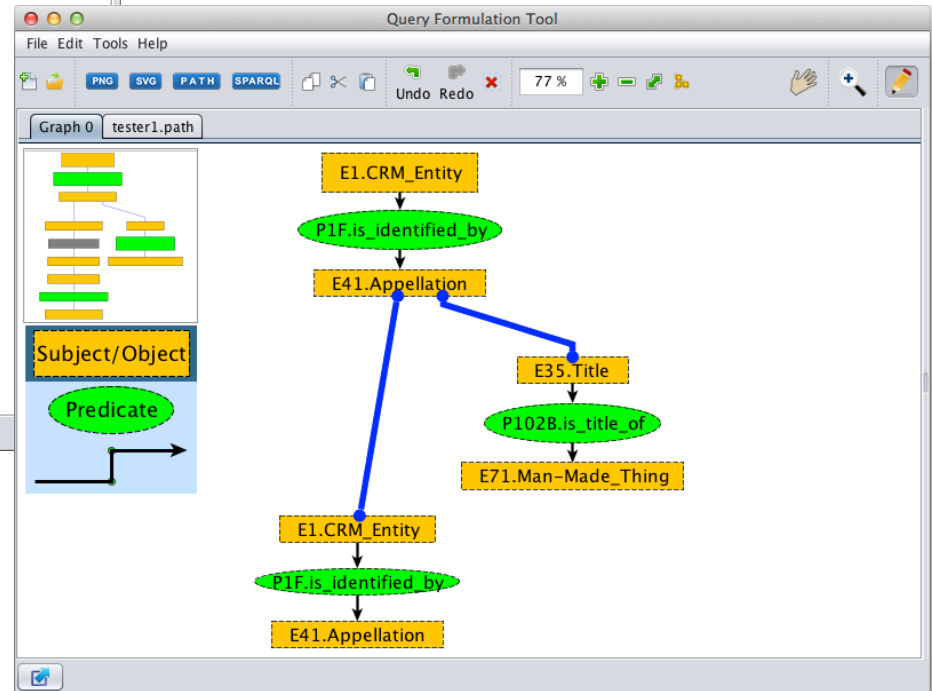 Query Formulation Tool
File Edit Tools Help
PNG SVG PATH SPARQL Undo Redo 77 %
Graph 0 tester1.path
E1.CRM_Entity
P1F.is_identified_by
E41.Appellation
Subject/Object
Predicate
E35.Title
P102B.is_title_of
E71.Man-Made_Thing
E1.CRM_Entity
P1F.is_identified_by
E41.Appellation